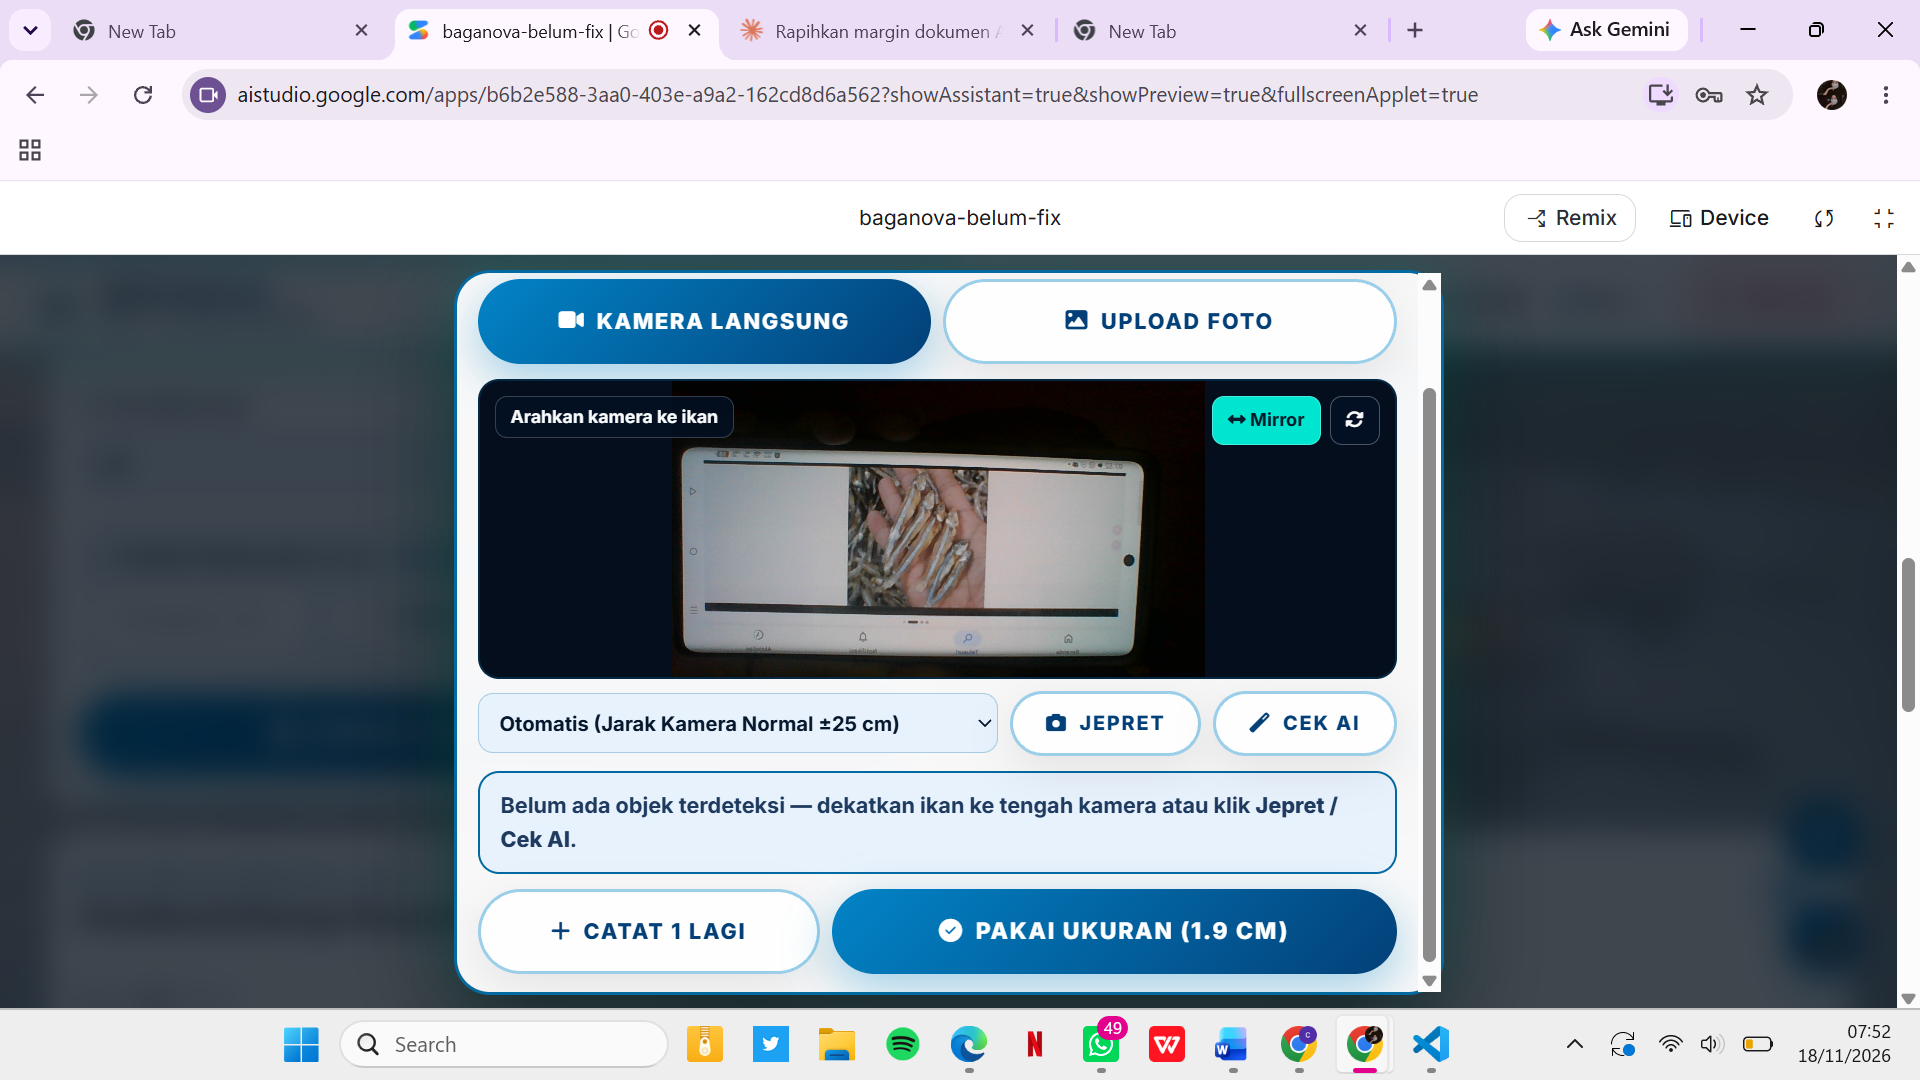 New Tab
baganova-belum-fix | Go
Rapihkan margin dokumen A
New Tab
Ask Gemini
aistudio.google.com/apps/b6b2e588-3aa0-403e-a9a2-162cd8d6a562?showAssistant=true&showPreview=true&fullscreenApplet=true
baganova-belum-fix
Remix
Device
KAMERA LANGSUNG
UPLOAD FOTO
Arahkan kamera ke ikan
Mirror
Otomatis (Jarak Kamera Normal ±25 cm)
JEPRET
CEK AI
Belum ada objek terdeteksi — dekatkan ikan ke tengah kamera atau klik Jepret /
Cek AI.
CATAT 1 LAGI
PAKAI UKURAN (1.9 CM)
Search
49
07:52
18/11/2026